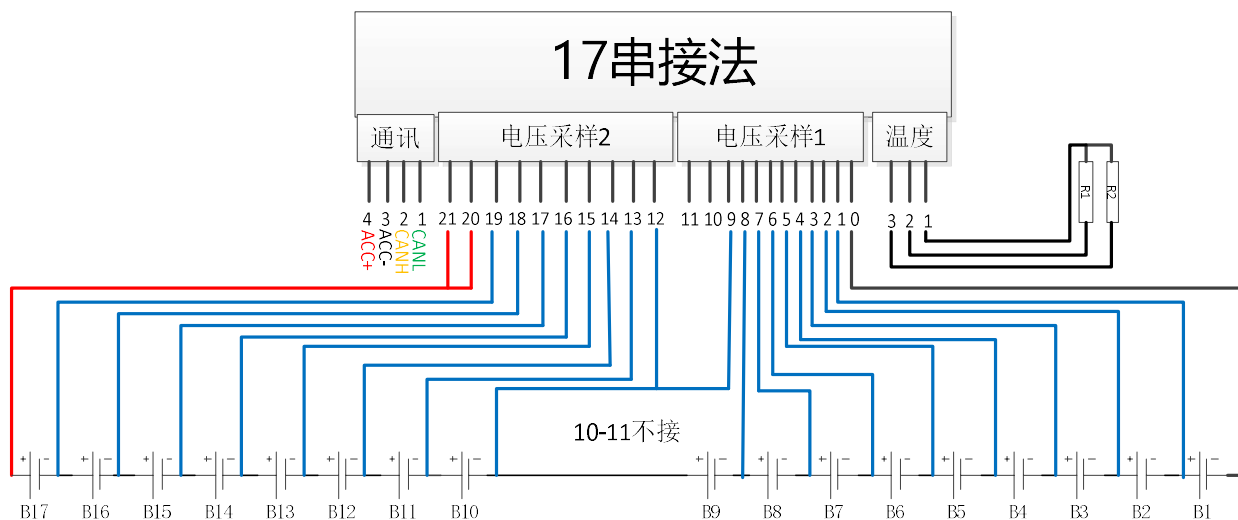 17串接法
通讯 电压采样2 电压采样1 温度
4 3 2 1 21 20 19 18 17 16 15 14 13 12 11 10 9 8 7 6 5 4 3 2 1 0 3 2 1
ACC+ ACC- CANH CANL
R1 R2
10-11不接
+ - + - + - + - + - + - + - + - + - + - + - + - + - + - + - + - + -
B17 B16 B15 B14 B13 B12 B11 B10 B9 B8 B7 B6 B5 B4 B3 B2 B1